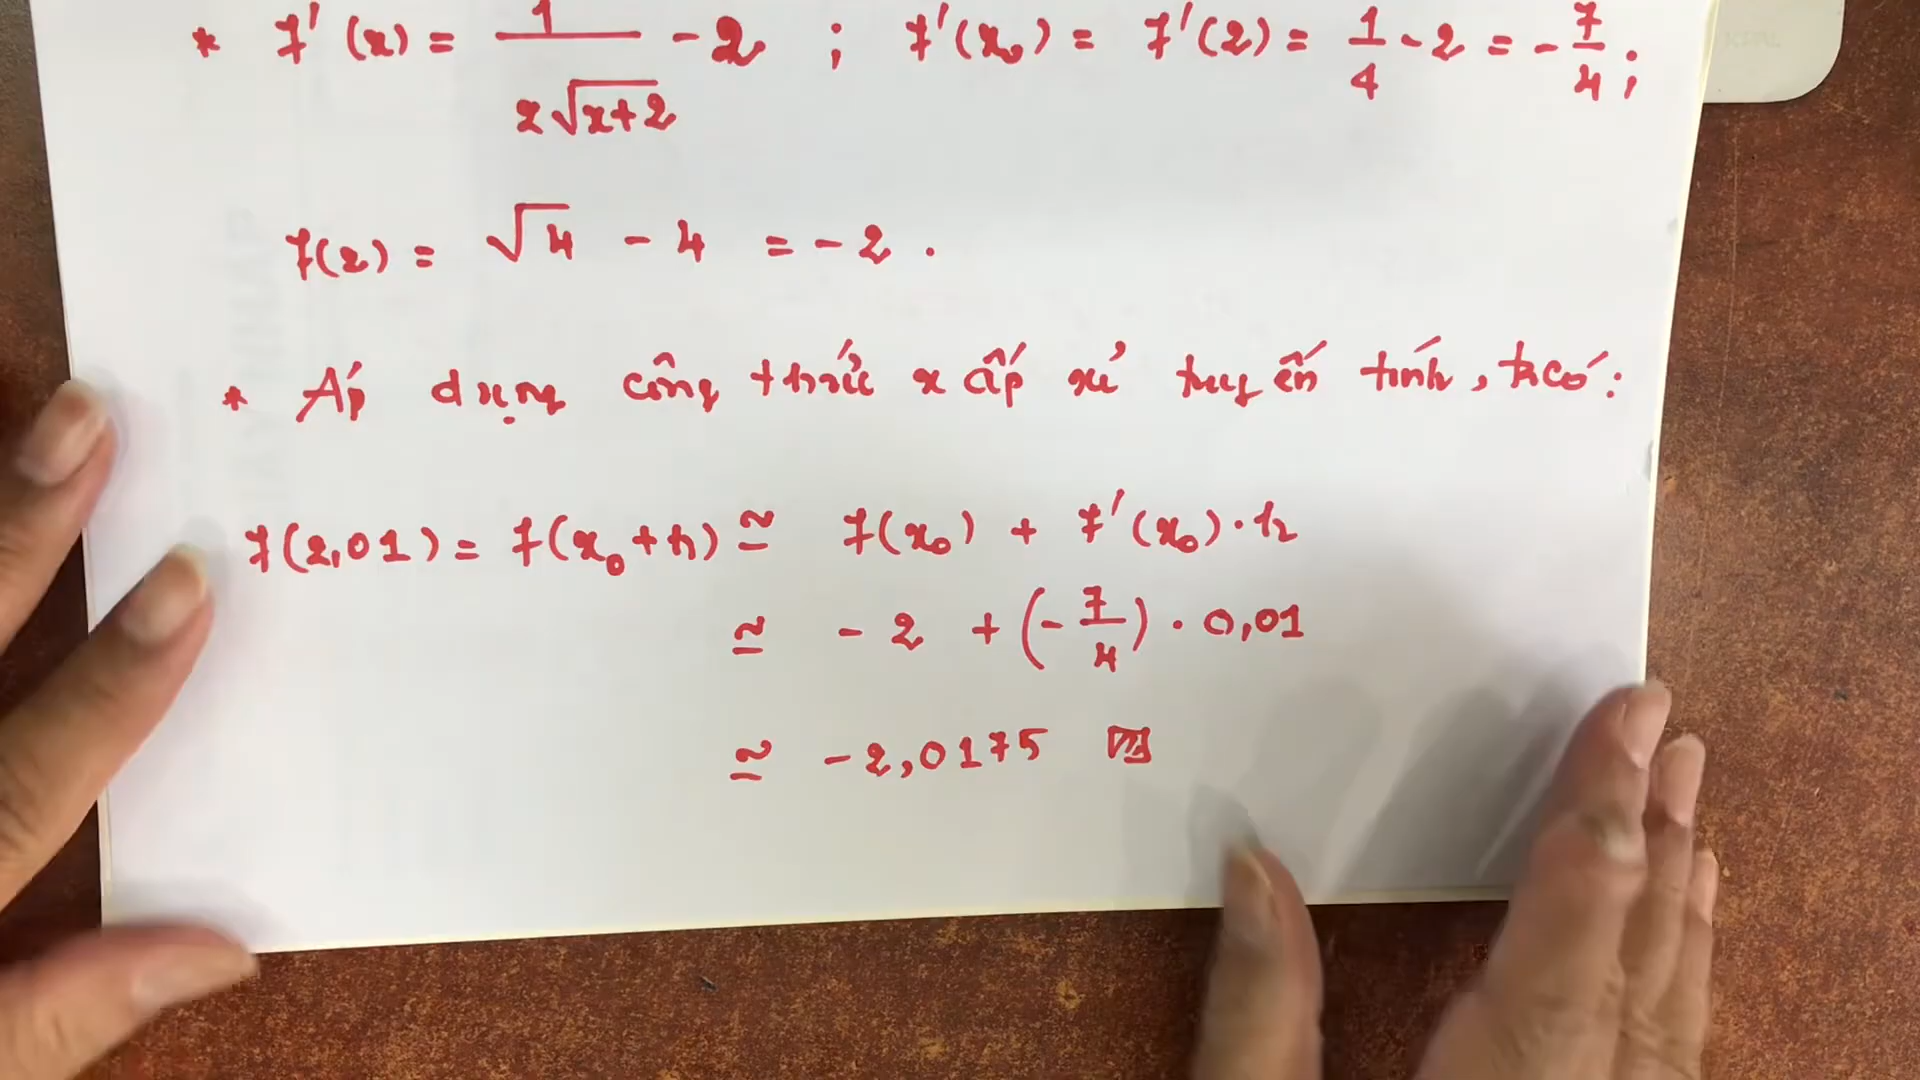 * f'(x) = 1/(2√(x+2)) - 2 ; f'(x₀) = f'(2) = 1/4 - 2 = -7/4 ;
f(2) = √4 - 4 = -2 .
* Áp dụng công thức xấp xỉ tuyến tính, ta có:
f(2,01) = f(x₀+h) ≃ f(x₀) + f'(x₀)·h
≃ -2 + (-7/4)·0,01
≃ -2,0175